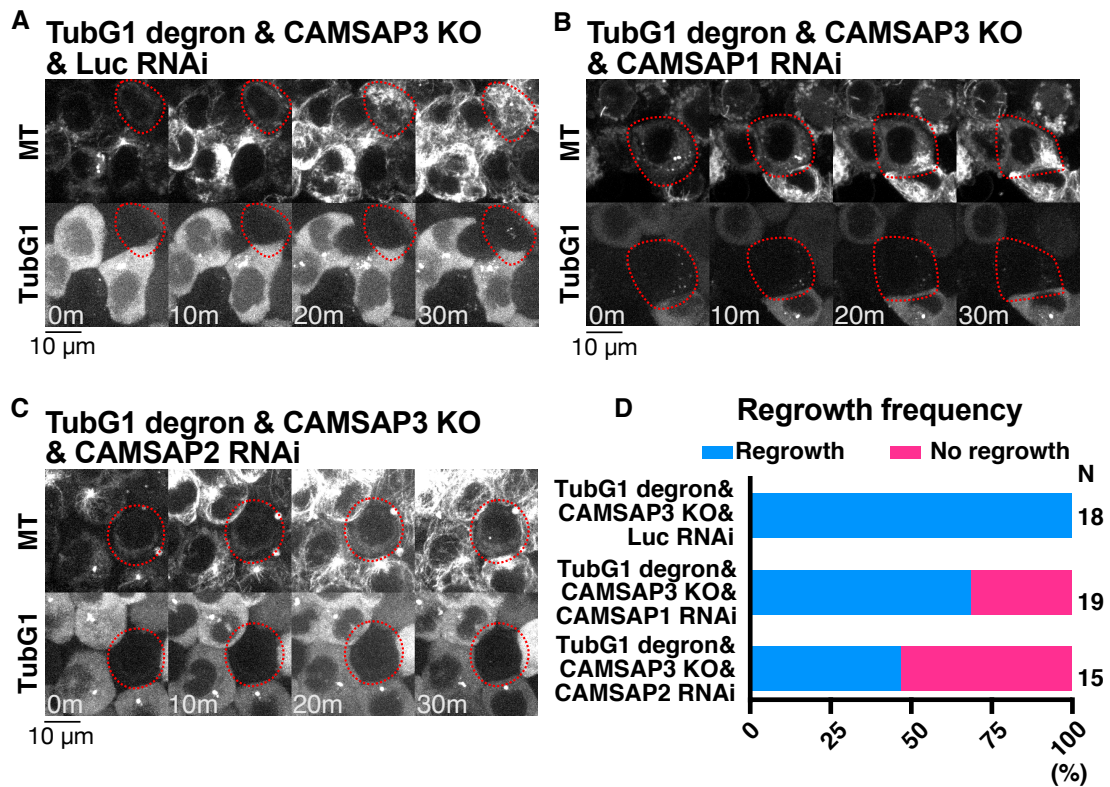 A
TubG1 degron & CAMSAP3 KO
& Luc RNAi
MT
TubG1
0m 10m 20m 30m
10 µm
B
TubG1 degron & CAMSAP3 KO
& CAMSAP1 RNAi
MT
TubG1
0m 10m 20m 30m
10 µm
C
TubG1 degron & CAMSAP3 KO
& CAMSAP2 RNAi
MT
TubG1
0m 10m 20m 30m
10 µm
D
Regrowth frequency
Regrowth No regrowth
N
TubG1 degron&
CAMSAP3 KO&
Luc RNAi
18
TubG1 degron&
CAMSAP3 KO&
CAMSAP1 RNAi
19
TubG1 degron&
CAMSAP3 KO&
CAMSAP2 RNAi
15
0 25 50 75 100
(%)